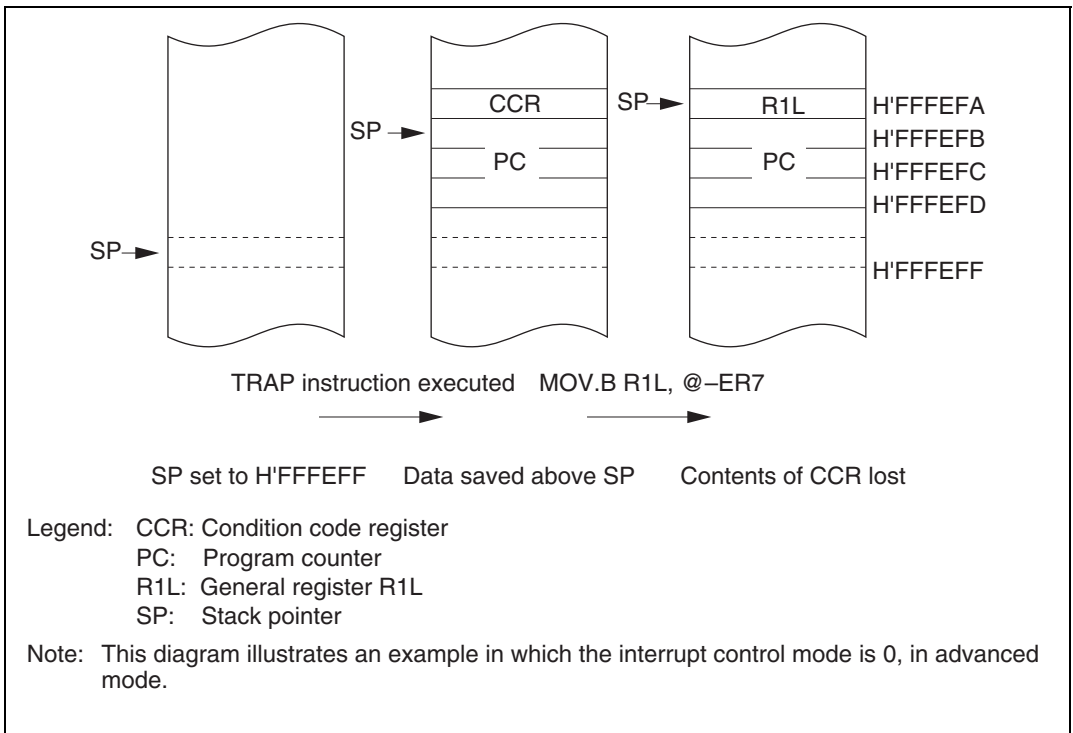 CCR
SP
R1L
H'FFFEFA
SP
H'FFFEFB
PC
PC
H'FFFEFC
H'FFFEFD
SP
H'FFFEFF
TRAP instruction executed
MOV.B R1L, @–ER7
SP set to H'FFFEFF
Data saved above SP
Contents of CCR lost
Legend: CCR: Condition code register
PC: Program counter
R1L: General register R1L
SP: Stack pointer
Note: This diagram illustrates an example in which the interrupt control mode is 0, in advanced
mode.